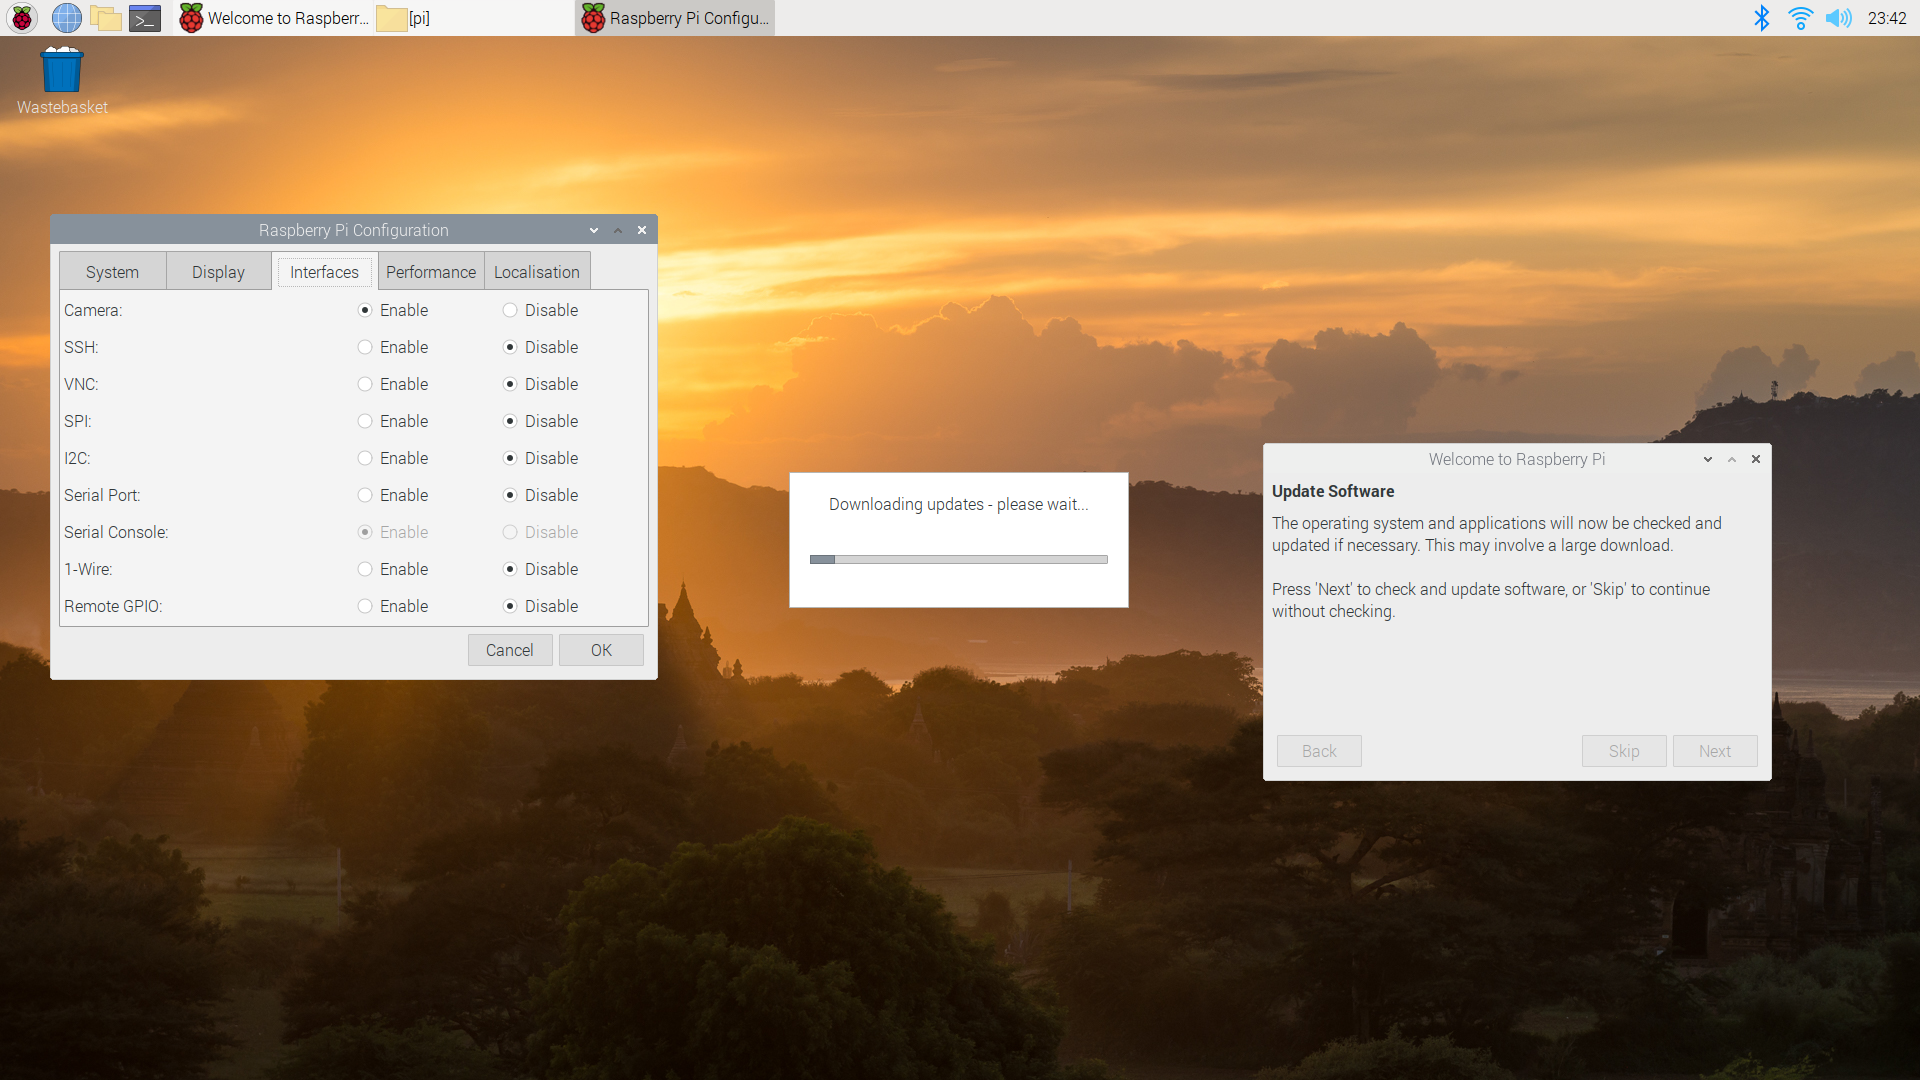 Welcome to Raspberr...
[pi]
Raspberry Pi Configu...
23:42
Wastebasket
Raspberry Pi Configuration
System
Display
Interfaces
Performance
Localisation
Camera: Enable Disable
SSH: Enable Disable
VNC: Enable Disable
SPI: Enable Disable
I2C: Enable Disable
Serial Port: Enable Disable
Serial Console: Enable Disable
1-Wire: Enable Disable
Remote GPIO: Enable Disable
Cancel
OK
Downloading updates - please wait...
Welcome to Raspberry Pi
Update Software
The operating system and applications will now be checked and
updated if necessary. This may involve a large download.
Press 'Next' to check and update software, or 'Skip' to continue
without checking.
Back
Skip
Next